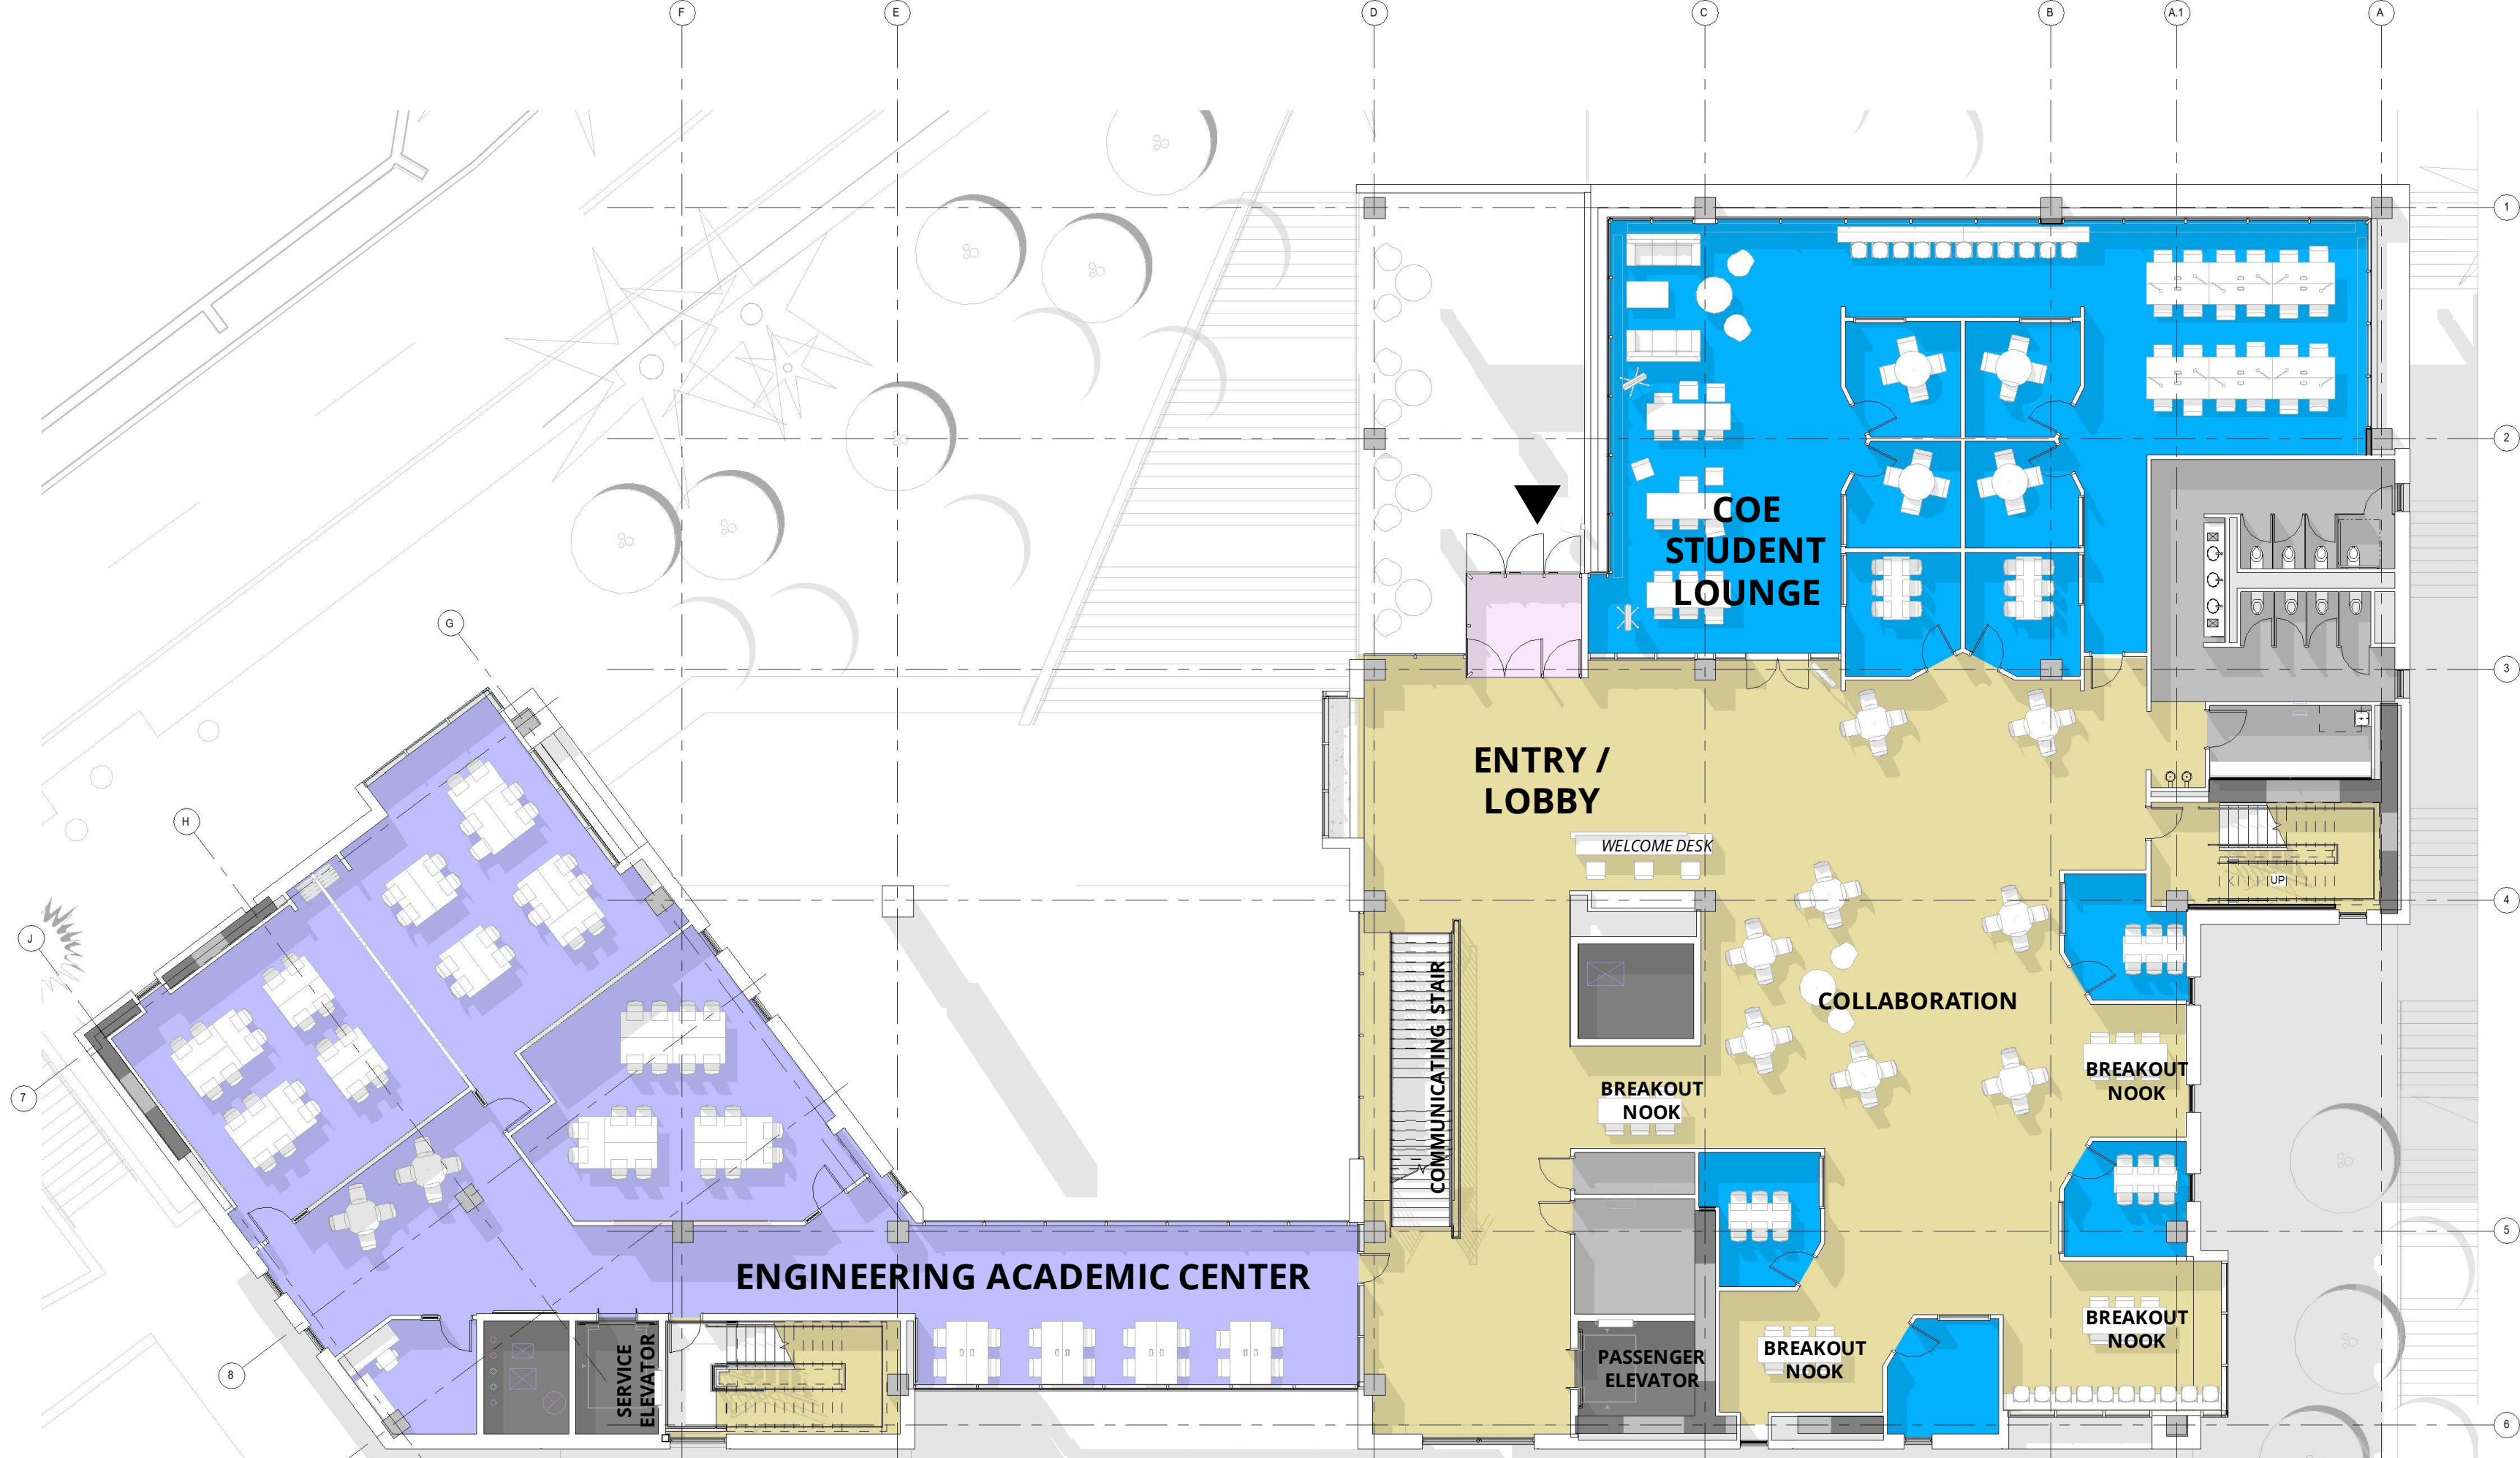 F
E
D
C
B
A.1
A
1
2
COE
STUDENT
LOUNGE
G
3
ENTRY /
LOBBY
H
WELCOME DESK
UP
4
J
COMMUNICATING STAIR
COLLABORATION
BREAKOUT
NOOK
BREAKOUT
NOOK
7
5
ENGINEERING ACADEMIC CENTER
BREAKOUT
NOOK
SERVICE
ELEVATOR
PASSENGER
ELEVATOR
BREAKOUT
NOOK
8
6